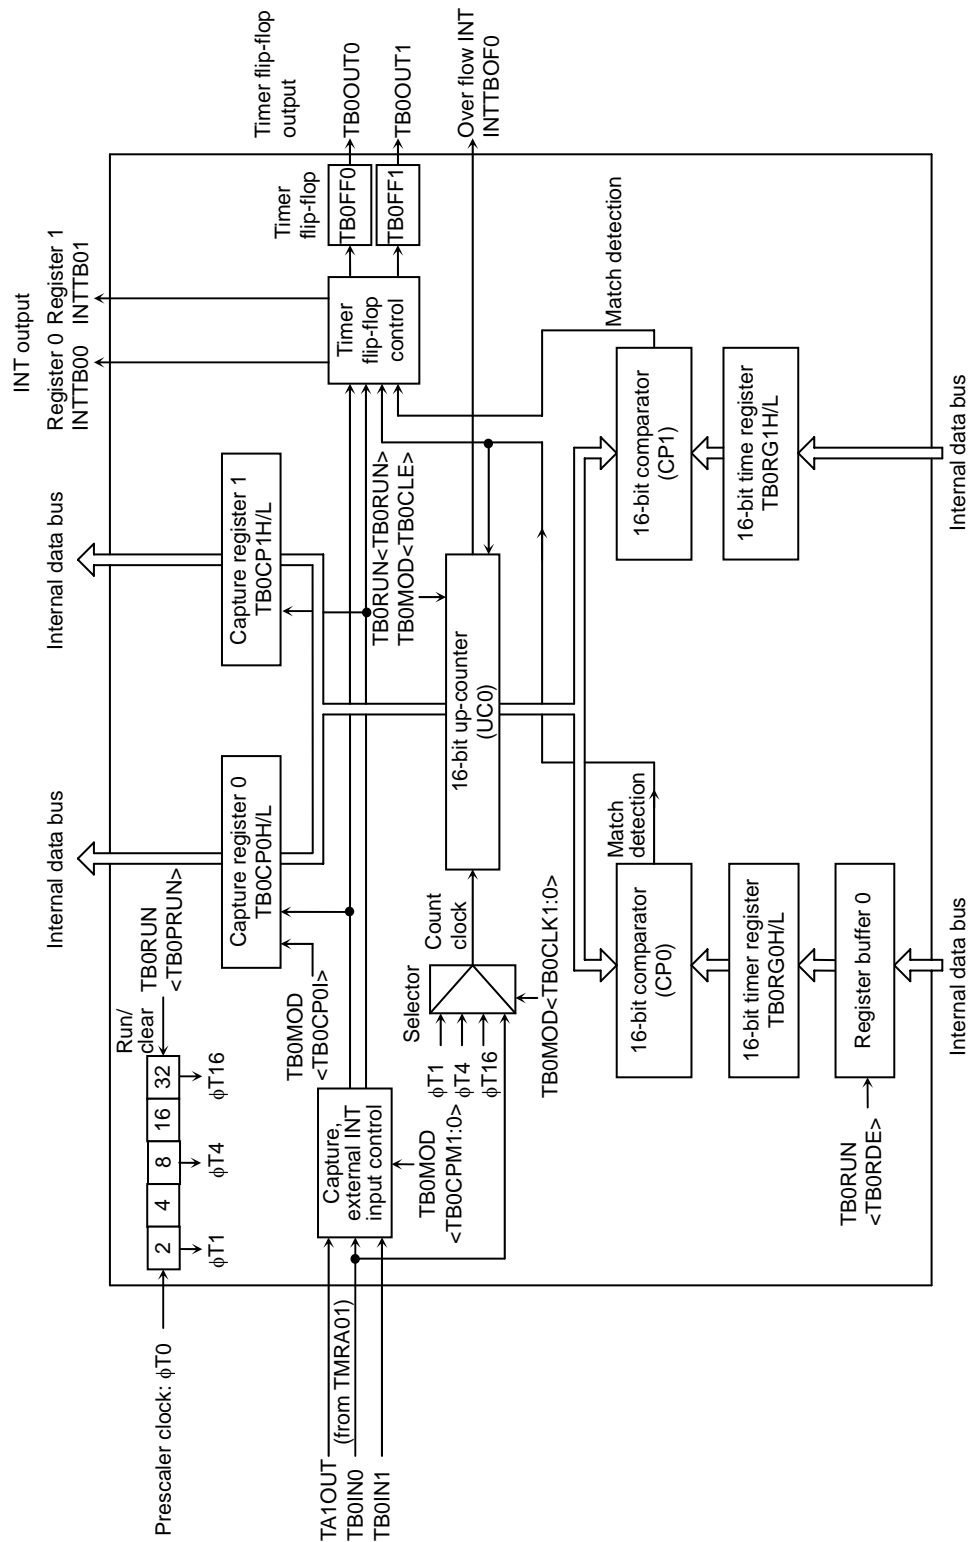 Internal data bus
Internal data bus
INT output
Register 0 Register 1
INTTB00 INTTB01
Run/
clear
TB0RUN
<TB0PRUN>
Prescaler clock: ϕT0
2
4
8
16
32
ϕT1
ϕT4
ϕT16
Capture register 0
TB0CP0H/L
Capture register 1
TB0CP1H/L
Timer flip-flop
output
Timer
flip-flop
TB0MOD
<TB0CP0I>
TA1OUT
(from TMRA01)
TB0IN0
TB0IN1
Capture,
external INT
input control
Timer
flip-flop
control
TB0FF0
TB0OUT0
TB0FF1
TB0OUT1
TB0MOD
<TB0CPM1:0>
TB0RUN<TB0RUN>
TB0MOD<TB0CLE>
Selector
ϕT1
ϕT4
ϕT16
Count
clock
16-bit up-counter
(UC0)
Over flow INT
INTTBOF0
TB0MOD<TB0CLK1:0>
Match
detection
Match detection
16-bit comparator
(CP0)
16-bit comparator
(CP1)
16-bit timer register
TB0RG0H/L
16-bit time register
TB0RG1H/L
TB0RUN
<TB0RDE>
Register buffer 0
Internal data bus
Internal data bus